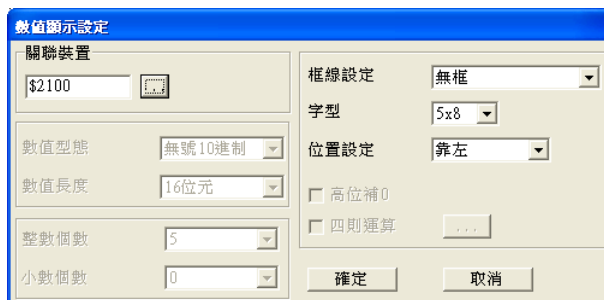 數值顯示設定
關聯裝置
$2100
..
數值型態 無號10進制
數值長度 16位元
整數個數 5
小數個數 0
框線設定 無框
字型 5x8
位置設定 靠左
高位補0
四則運算 ...
確定 取消